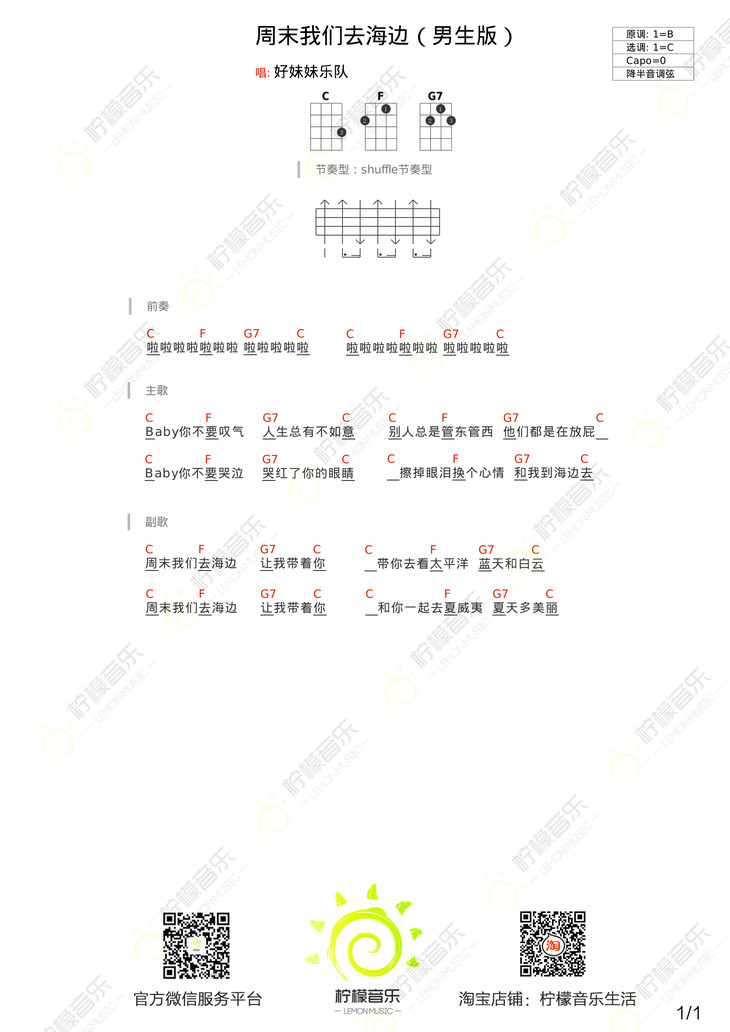 周末我们去海边（男生版）
原调: 1=B
选调: 1=C
Capo=0
降半音调弦
唱: 好妹妹乐队
C F G7
1 2 3 1 2 3
节奏型：shuffle节奏型
前奏
C F G7 C C F G7 C
啦啦啦啦啦啦啦 啦啦啦啦啦 啦啦啦啦啦啦啦 啦啦啦啦啦
主歌
C F G7 C C F G7 C
Baby你不要叹气 人生总有不如意 别人总是管东管西 他们都是在放屁_
C F G7 C C F G7 C
Baby你不要哭泣 哭红了你的眼睛 _擦掉眼泪换个心情 和我到海边去
副歌
C F G7 C C F G7 C
周末我们去海边 让我带着你 _带你去看太平洋 蓝天和白云
C F G7 C C F G7 C
周末我们去海边 让我带着你 _和你一起去夏威夷 夏天多美丽
淘
柠檬音乐
LEMON MUSIC
官方微信服务平台
淘宝店铺：柠檬音乐生活
1/1